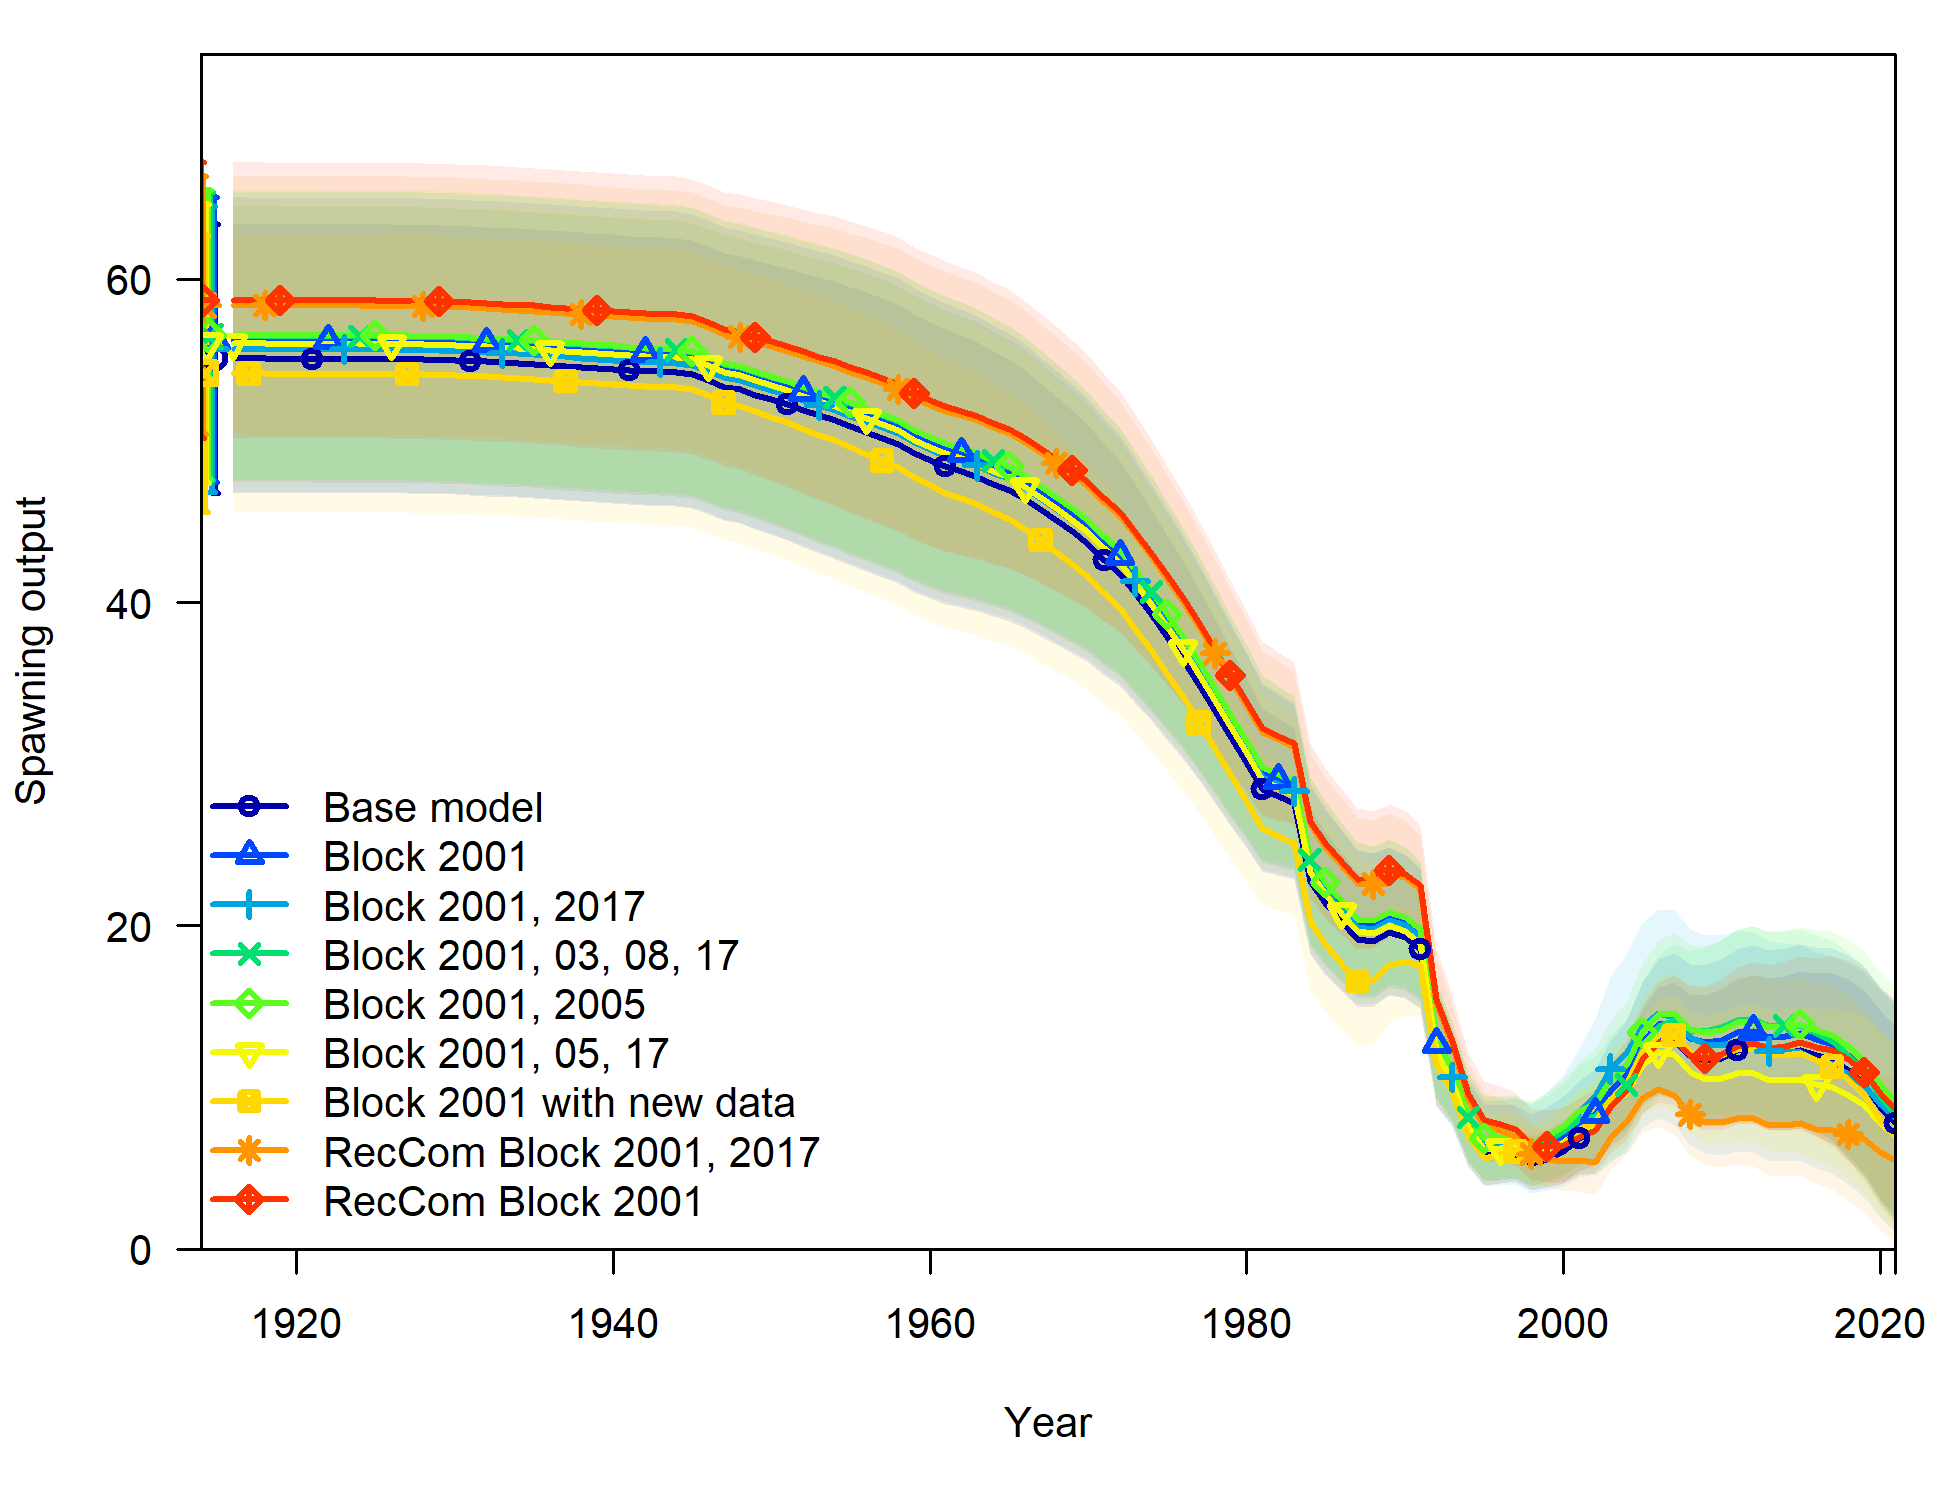 60
40
20
0
Spawning output
Base model
Block 2001
Block 2001, 2017
Block 2001, 03, 08, 17
Block 2001, 2005
Block 2001, 05, 17
Block 2001 with new data
RecCom Block 2001, 2017
RecCom Block 2001
1920 1940 1960 1980 2000 2020
Year